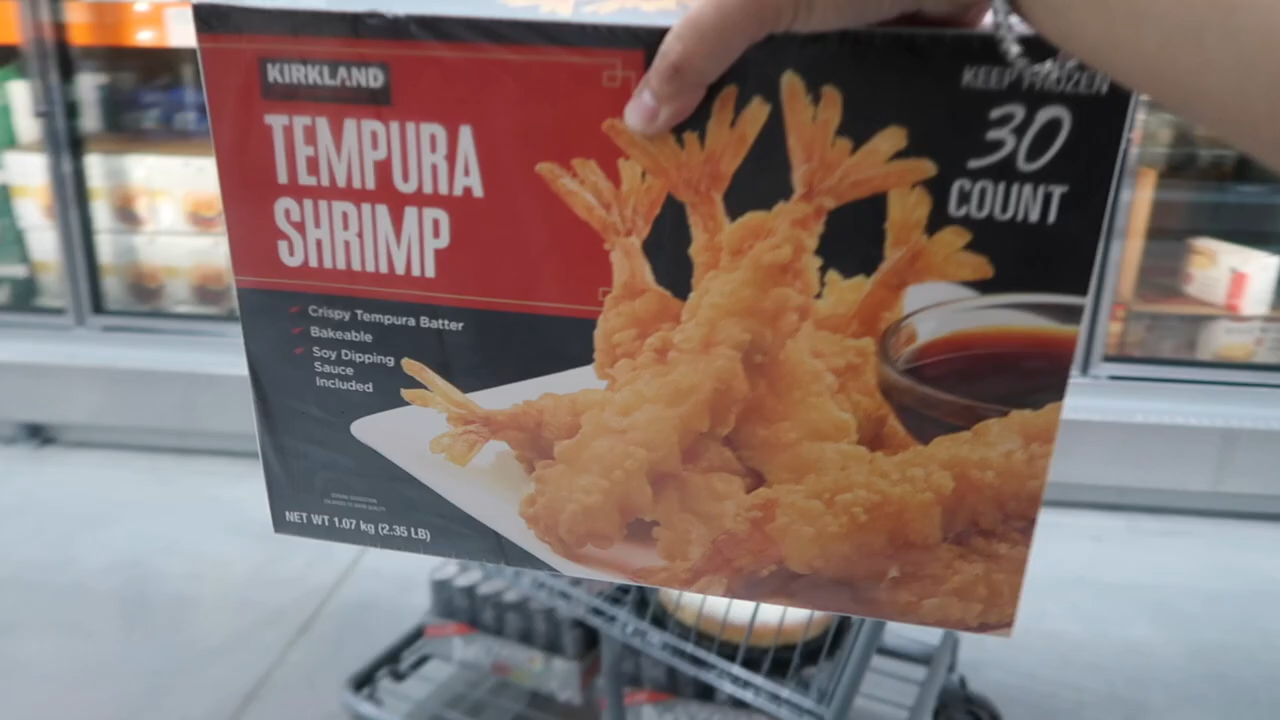 KIRKLAND
TEMPURA
SHRIMP
Crispy Tempura Batter
Bakeable
Soy Dipping
Sauce
Included
NET WT 1.07 kg (2.35 LB)
KEEP FROZEN
30
COUNT